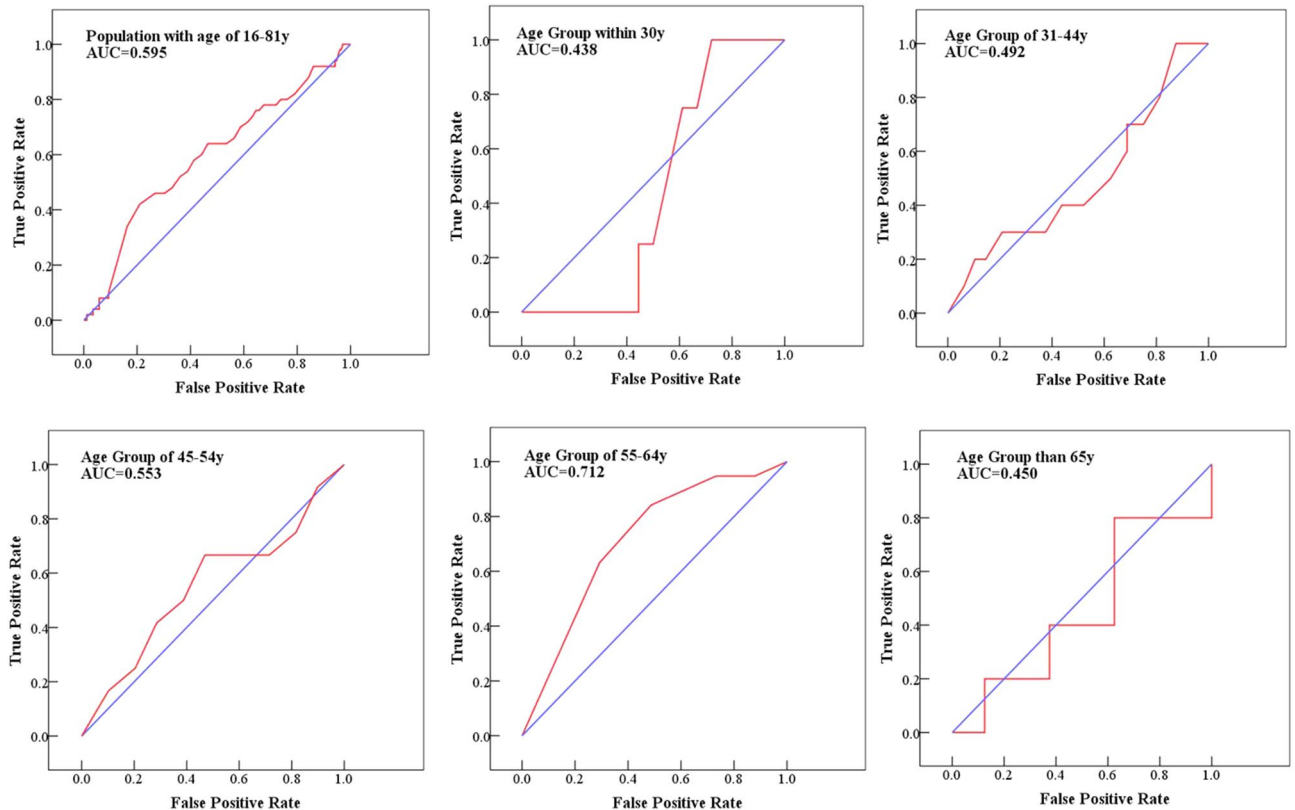 Population with age of 16-81y
AUC=0.595
1.0
0.8
0.6
0.4
0.2
0.0
True Positive Rate
0.0 0.2 0.4 0.6 0.8 1.0
False Positive Rate
Age Group within 30y
AUC=0.438
1.0
0.8
0.6
0.4
0.2
0.0
True Positive Rate
0.0 0.2 0.4 0.6 0.8 1.0
False Positive Rate
Age Group of 31-44y
AUC=0.492
1.0
0.8
0.6
0.4
0.2
0.0
True Positive Rate
0.0 0.2 0.4 0.6 0.8 1.0
False Positive Rate
Age Group of 45-54y
AUC=0.553
1.0
0.8
0.6
0.4
0.2
0.0
True Positive Rate
0.0 0.2 0.4 0.6 0.8 1.0
False Positive Rate
Age Group of 55-64y
AUC=0.712
1.0
0.8
0.6
0.4
0.2
0.0
True Positive Rate
0.0 0.2 0.4 0.6 0.8 1.0
False Positive Rate
Age Group than 65y
AUC=0.450
1.0
0.8
0.6
0.4
0.2
0.0
True Positive Rate
0.0 0.2 0.4 0.6 0.8 1.0
False Positive Rate